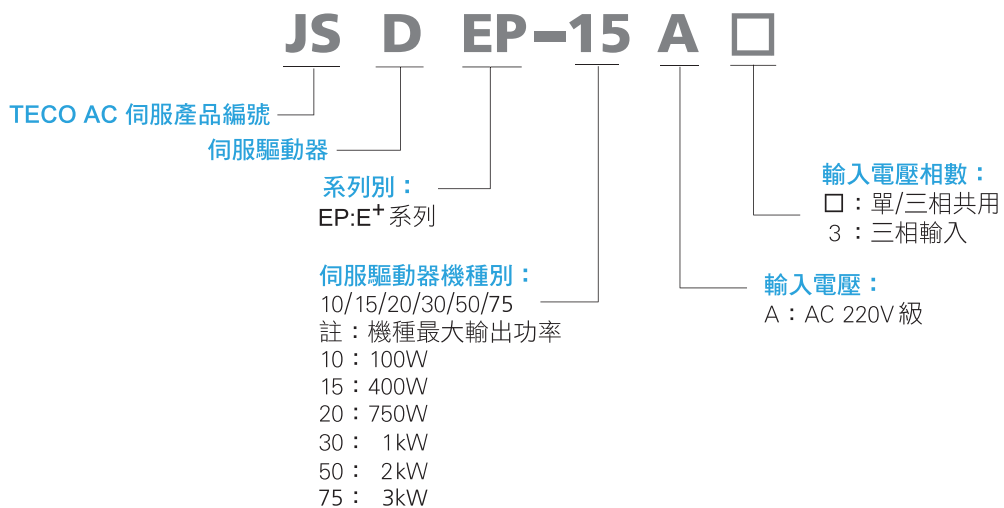 JS D EP-15 A □
TECO AC 伺服產品編號
伺服驅動器
系列別：
EP:E+ 系列
伺服驅動器機種別：
10/15/20/30/50/75
註：機種最大輸出功率
10：100W
15：400W
20：750W
30： 1kW
50： 2kW
75： 3kW
輸入電壓相數：
□：單/三相共用
3 ：三相輸入
輸入電壓：
A：AC 220V 級